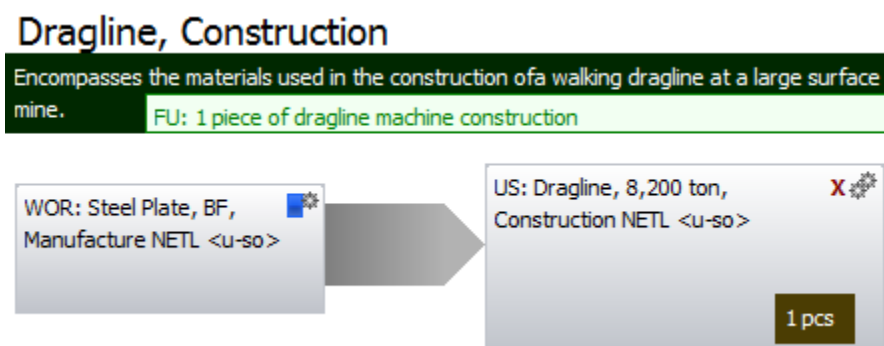 Dragline, Construction
Encompasses the materials used in the construction ofa walking dragline at a large surface
mine.
FU: 1 piece of dragline machine construction
WOR: Steel Plate, BF,
Manufacture NETL <u-so>
US: Dragline, 8,200 ton,
Construction NETL <u-so>
X
1 pcs